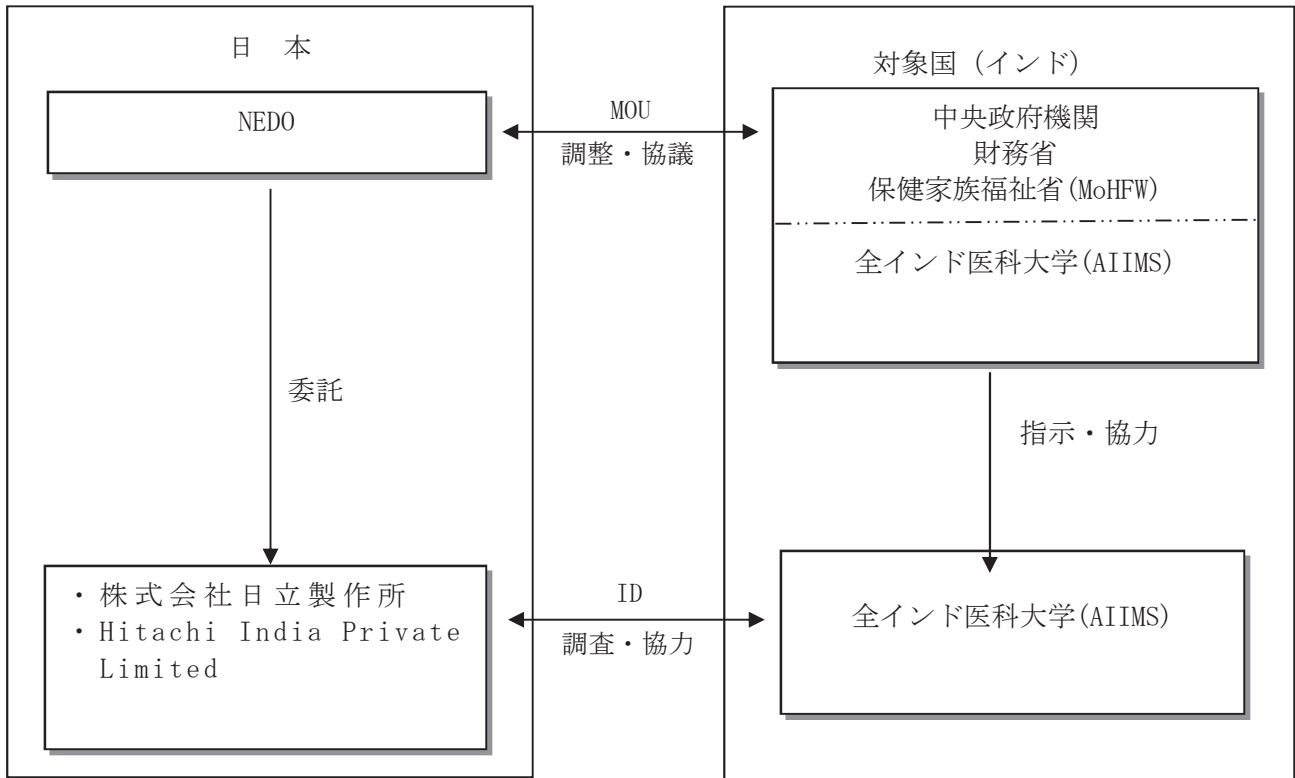 日 本
NEDO
委託
・株式会社日立製作所
・Hitachi India Private
Limited
MOU
調整・協議
ID
調査・協力
対象国（インド）
中央政府機関
財務省
保健家族福祉省(MoHFW)
全インド医科大学(AIIMS)
指示・協力
全インド医科大学(AIIMS)